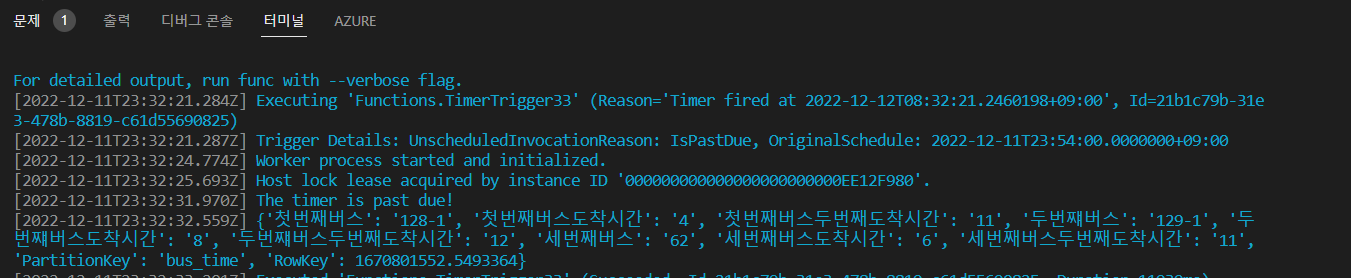 문제 1 출력 디버그 콘솔 터미널 AZURE
For detailed output, run func with --verbose flag.
[2022-12-11T23:32:21.284Z] Executing 'Functions.TimerTrigger33' (Reason='Timer fired at 2022-12-12T08:32:21.2460198+09:00', Id=21b1c79b-31e
3-478b-8819-c61d55690825)
[2022-12-11T23:32:21.287Z] Trigger Details: UnscheduledInvocationReason: IsPastDue, OriginalSchedule: 2022-12-11T23:54:00.0000000+09:00
[2022-12-11T23:32:24.774Z] Worker process started and initialized.
[2022-12-11T23:32:25.693Z] Host lock lease acquired by instance ID '000000000000000000000000EE12F980'.
[2022-12-11T23:32:31.970Z] The timer is past due!
[2022-12-11T23:32:32.559Z] {'첫번째버스': '128-1', '첫번째버스도착시간': '4', '첫번째버스두번째도착시간': '11', '두번쨰버스': '129-1', '두
번쨰버스도착시간': '8', '두번째버스두번째도착시간': '12', '세번째버스': '62', '세번째버스도착시간': '6', '세번째버스두번째도착시간': '11',
'PartitionKey': 'bus_time', 'RowKey': 1670801552.5493364}